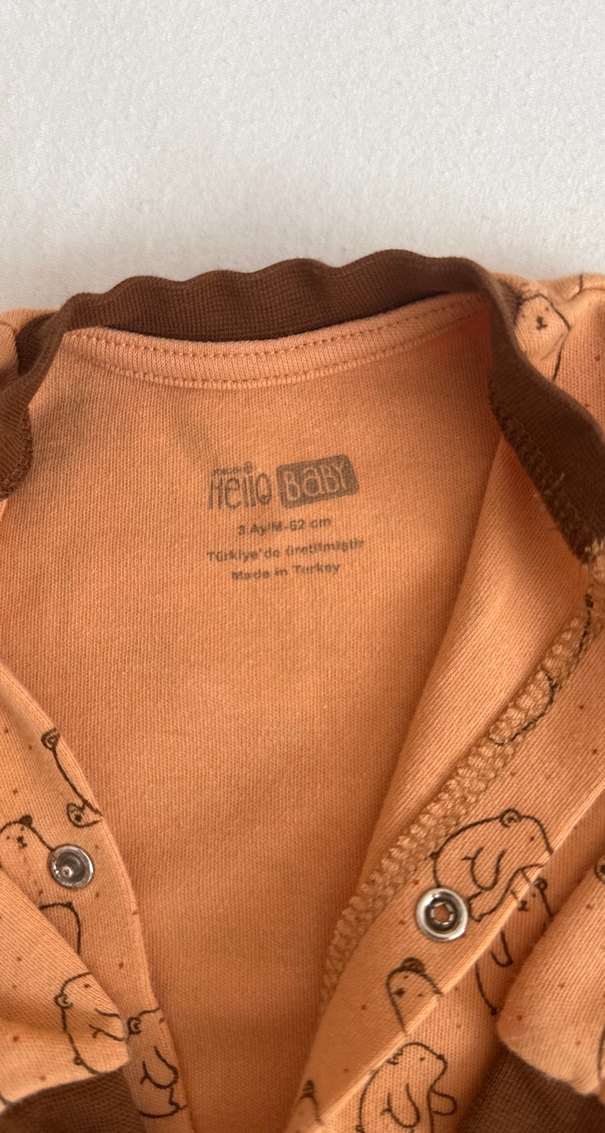 Hello BABY
3 Ay/M-62 cm
Türkiye'de üretilmiştir
Made in Turkey